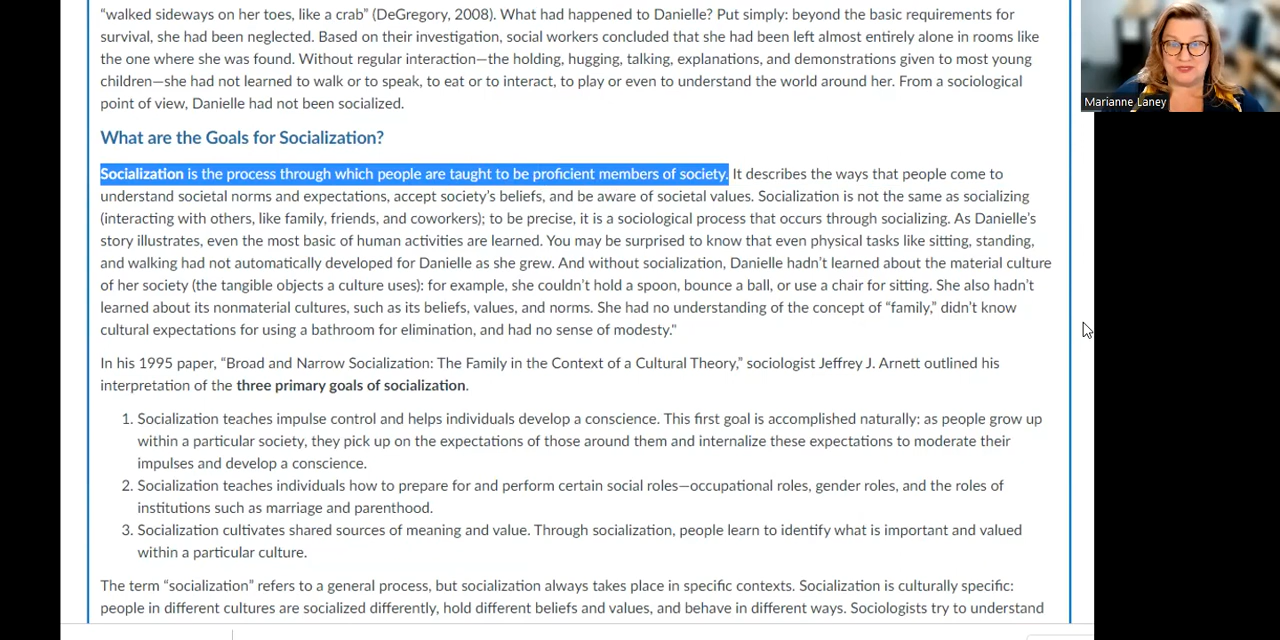 “walked sideways on her toes, like a crab” (DeGregory, 2008). What had happened to Danielle? Put simply: beyond the basic requirements for
survival, she had been neglected. Based on their investigation, social workers concluded that she had been left almost entirely alone in rooms like
the one where she was found. Without regular interaction—the holding, hugging, talking, explanations, and demonstrations given to most young
children—she had not learned to walk or to speak, to eat or to interact, to play or even to understand the world around her. From a sociological
point of view, Danielle had not been socialized.
Marianne Laney
What are the Goals for Socialization?
Socialization is the process through which people are taught to be proficient members of society. It describes the ways that people come to
understand societal norms and expectations, accept society’s beliefs, and be aware of societal values. Socialization is not the same as socializing
(interacting with others, like family, friends, and coworkers); to be precise, it is a sociological process that occurs through socializing. As Danielle’s
story illustrates, even the most basic of human activities are learned. You may be surprised to know that even physical tasks like sitting, standing,
and walking had not automatically developed for Danielle as she grew. And without socialization, Danielle hadn’t learned about the material culture
of her society (the tangible objects a culture uses): for example, she couldn’t hold a spoon, bounce a ball, or use a chair for sitting. She also hadn’t
learned about its nonmaterial cultures, such as its beliefs, values, and norms. She had no understanding of the concept of “family,” didn’t know
cultural expectations for using a bathroom for elimination, and had no sense of modesty.”
In his 1995 paper, “Broad and Narrow Socialization: The Family in the Context of a Cultural Theory,” sociologist Jeffrey J. Arnett outlined his
interpretation of the three primary goals of socialization.
1. Socialization teaches impulse control and helps individuals develop a conscience. This first goal is accomplished naturally: as people grow up
within a particular society, they pick up on the expectations of those around them and internalize these expectations to moderate their
impulses and develop a conscience.
2. Socialization teaches individuals how to prepare for and perform certain social roles—occupational roles, gender roles, and the roles of
institutions such as marriage and parenthood.
3. Socialization cultivates shared sources of meaning and value. Through socialization, people learn to identify what is important and valued
within a particular culture.
The term “socialization” refers to a general process, but socialization always takes place in specific contexts. Socialization is culturally specific:
people in different cultures are socialized differently, hold different beliefs and values, and behave in different ways. Sociologists try to understand